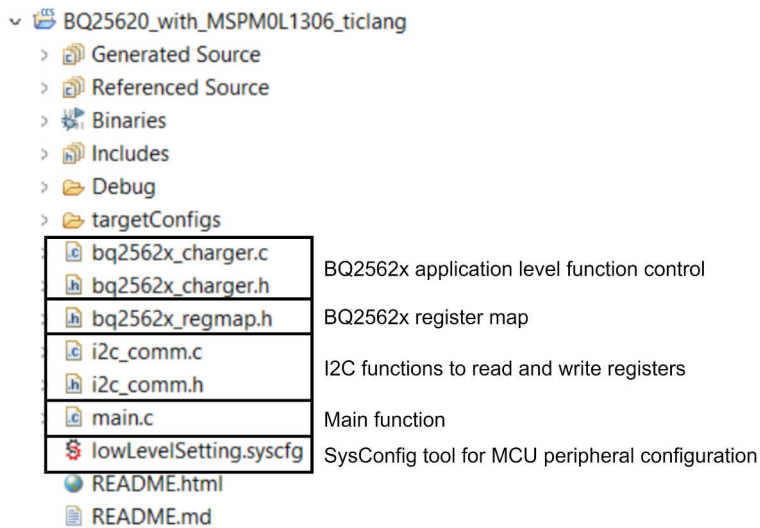 BQ25620_with_MSPM0L1306_ticlang
Generated Source
Referenced Source
Binaries
Includes
Debug
targetConfigs
bq2562x_charger.c
bq2562x_charger.h
BQ2562x application level function control
bq2562x_regmap.h
BQ2562x register map
i2c_comm.c
i2c_comm.h
I2C functions to read and write registers
main.c
Main function
lowLevelSetting.syscfg
SysConfig tool for MCU peripheral configuration
README.html
README.md